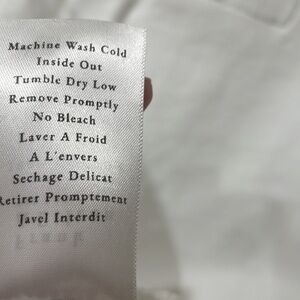 Machine Wash Cold
Inside Out
Tumble Dry Low
Remove Promptly
No Bleach
Laver A Froid
A L'envers
Sechage Delicat
Retirer Promptement
Javel Interdit